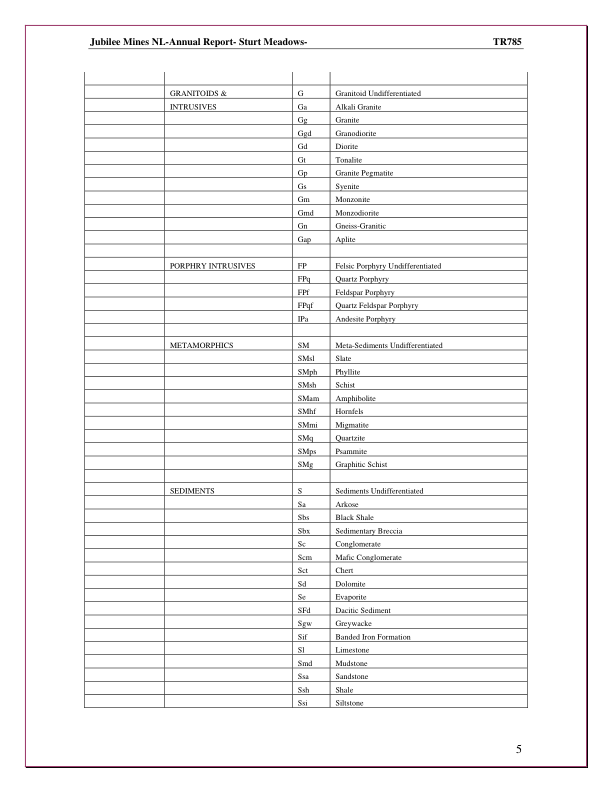 Jubilee Mines NL-Annual Report- Sturt Meadows- TR785
GRANITOIDS & G Granitoid Undifferentiated
INTRUSIVES Ga Alkali Granite
Gg Granite
Ggd Granodiorite
Gd Diorite
Gt Tonalite
Gp Granite Pegmatite
Gs Syenite
Gm Monzonite
Gmd Monzodiorite
Gn Gneiss-Granitic
Gap Aplite
PORPHRY INTRUSIVES FP Felsic Porphyry Undifferentiated
FPq Quartz Porphyry
FPf Feldspar Porphyry
FPqf Quartz Feldspar Porphyry
IPa Andesite Porphyry
METAMORPHICS SM Meta-Sediments Undifferentiated
SMsl Slate
SMph Phyllite
SMsh Schist
SMam Amphibolite
SMhf Hornfels
SMmi Migmatite
SMq Quartzite
SMps Psammite
SMg Graphitic Schist
SEDIMENTS S Sediments Undifferentiated
Sa Arkose
Sbs Black Shale
Sbx Sedimentary Breccia
Sc Conglomerate
Scm Mafic Conglomerate
Sct Chert
Sd Dolomite
Se Evaporite
SFd Dacitic Sediment
Sgw Greywacke
Sif Banded Iron Formation
Sl Limestone
Smd Mudstone
Ssa Sandstone
Ssh Shale
Ssi Siltstone
5